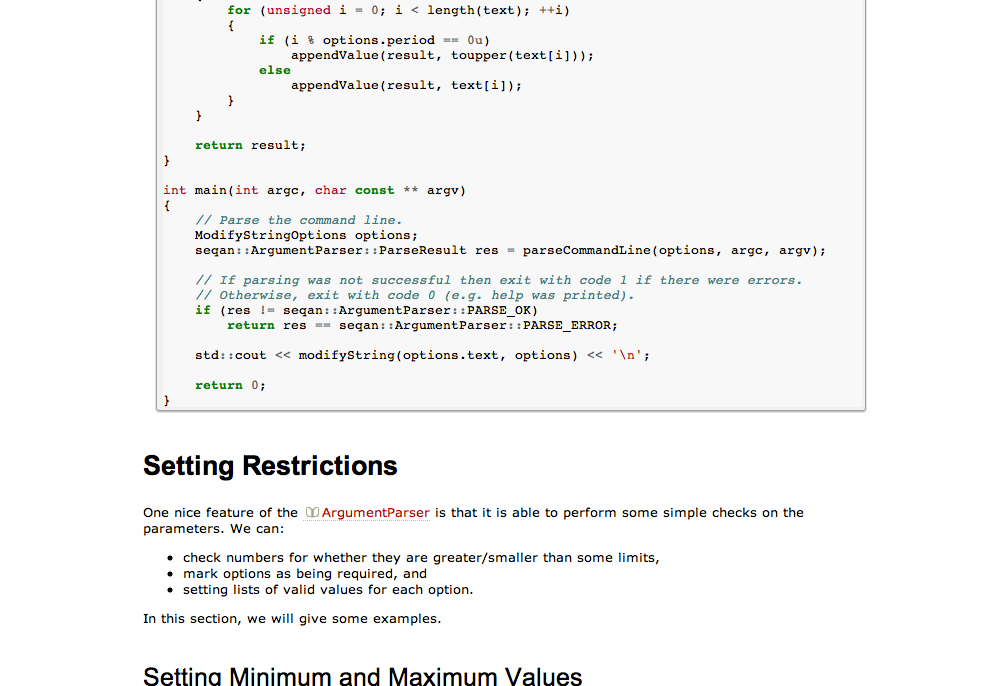 for (unsigned i = 0; i < length(text); ++i)
{
if (i % options.period == 0u)
appendValue(result, toupper(text[i]));
else
appendValue(result, text[i]);
}
}
return result;
}
int main(int argc, char const ** argv)
{
// Parse the command line.
ModifyStringOptions options;
seqan::ArgumentParser::ParseResult res = parseCommandLine(options, argc, argv);
// If parsing was not successful then exit with code 1 if there were errors.
// Otherwise, exit with code 0 (e.g. help was printed).
if (res != seqan::ArgumentParser::PARSE_OK)
return res == seqan::ArgumentParser::PARSE_ERROR;
std::cout << modifyString(options.text, options) << '\n';
return 0;
}
Setting Restrictions
One nice feature of the ArgumentParser is that it is able to perform some simple checks on the
parameters. We can:
• check numbers for whether they are greater/smaller than some limits,
• mark options as being required, and
• setting lists of valid values for each option.
In this section, we will give some examples.
Setting Minimum and Maximum Values